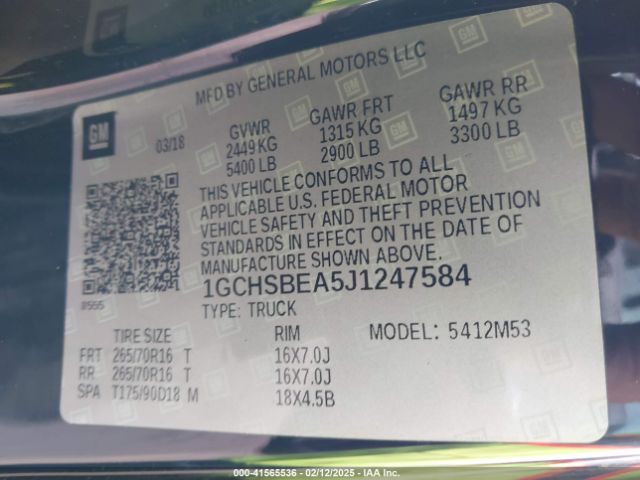 MFD BY GENERAL MOTORS LLC
GM
03/18
GVWR GAWR FRT GAWR RR
2449 KG 1315 KG 1497 KG
5400 LB 2900 LB 3300 LB
THIS VEHICLE CONFORMS TO ALL
APPLICABLE U.S. FEDERAL MOTOR
VEHICLE SAFETY AND THEFT PREVENTION
STANDARDS IN EFFECT ON THE DATE OF
MANUFACTURE SHOWN ABOVE.
1GCHSBEA5J1247584
TYPE: TRUCK
TIRE SIZE RIM MODEL: 5412M53
FRT 265/70R16 T 16X7.0J
RR 265/70R16 T 16X7.0J
SPA T175/90D18 M 18X4.5B
000-41565536 - 02/12/2025 - IAA Inc.